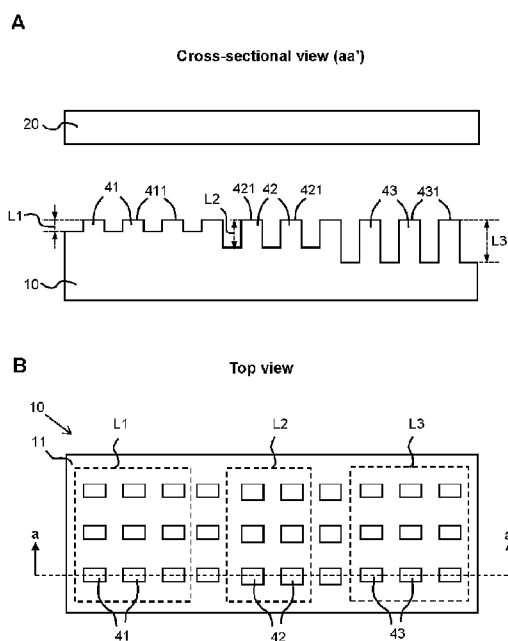 A
Cross-sectional view (aa')
20
41 411 L2 421 42 421 43 431
L1
L3
10
B
Top view
10
L1 L2 L3
11
a a
41 42 43